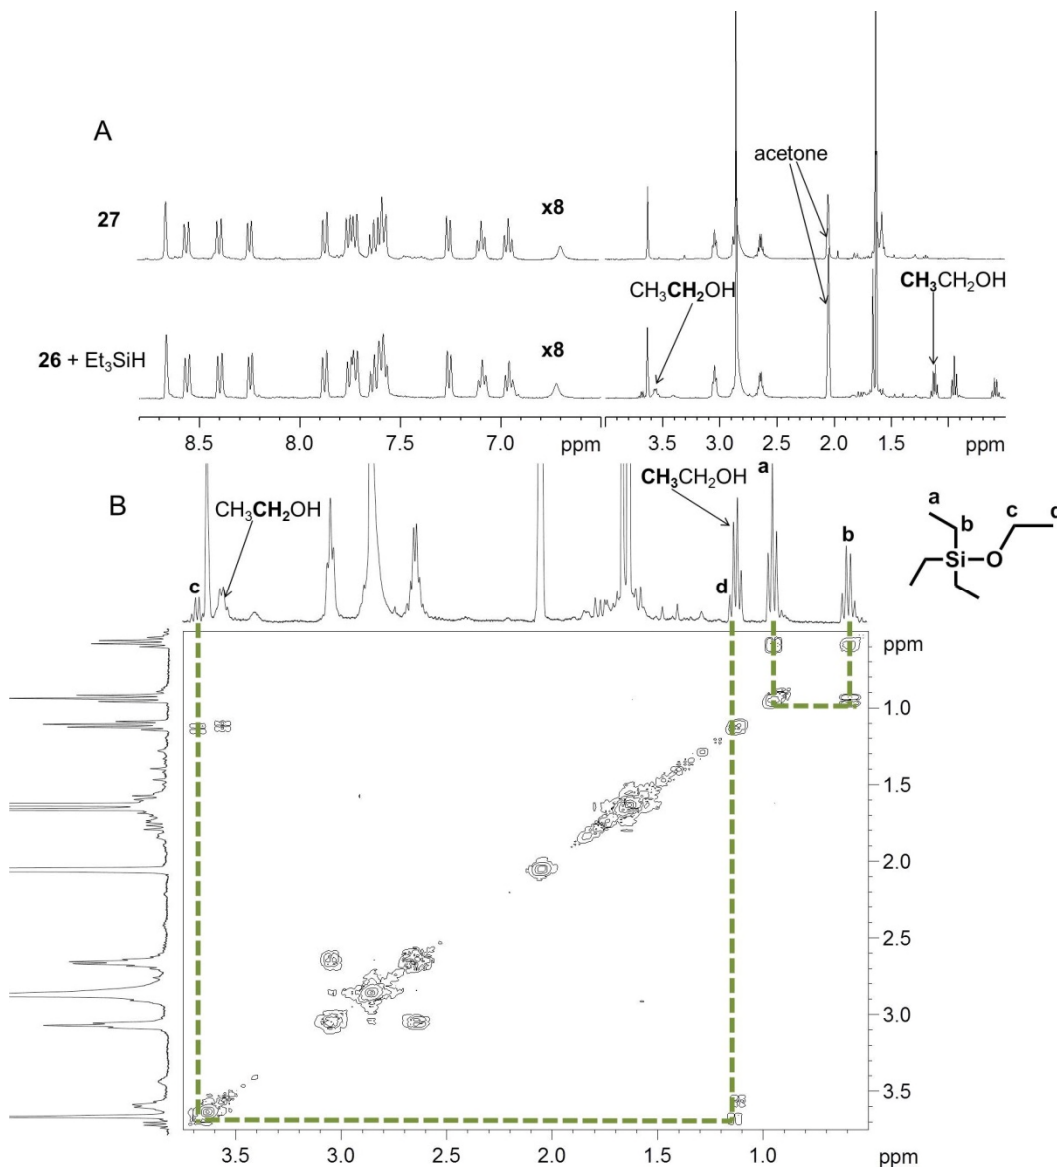 A
acetone
27
x8
CH3CH2OH
CH3CH2OH
26 + Et3SiH
x8
8.5 8.0 7.5 7.0 ppm 3.5 3.0 2.5 2.0 1.5 ppm
B
CH3CH2OH
CH3CH2OH
a
b
c
d
a
b
c
d
Si
O
ppm
1.0
1.5
2.0
2.5
3.0
3.5
3.5 3.0 2.5 2.0 1.5 1.0 ppm